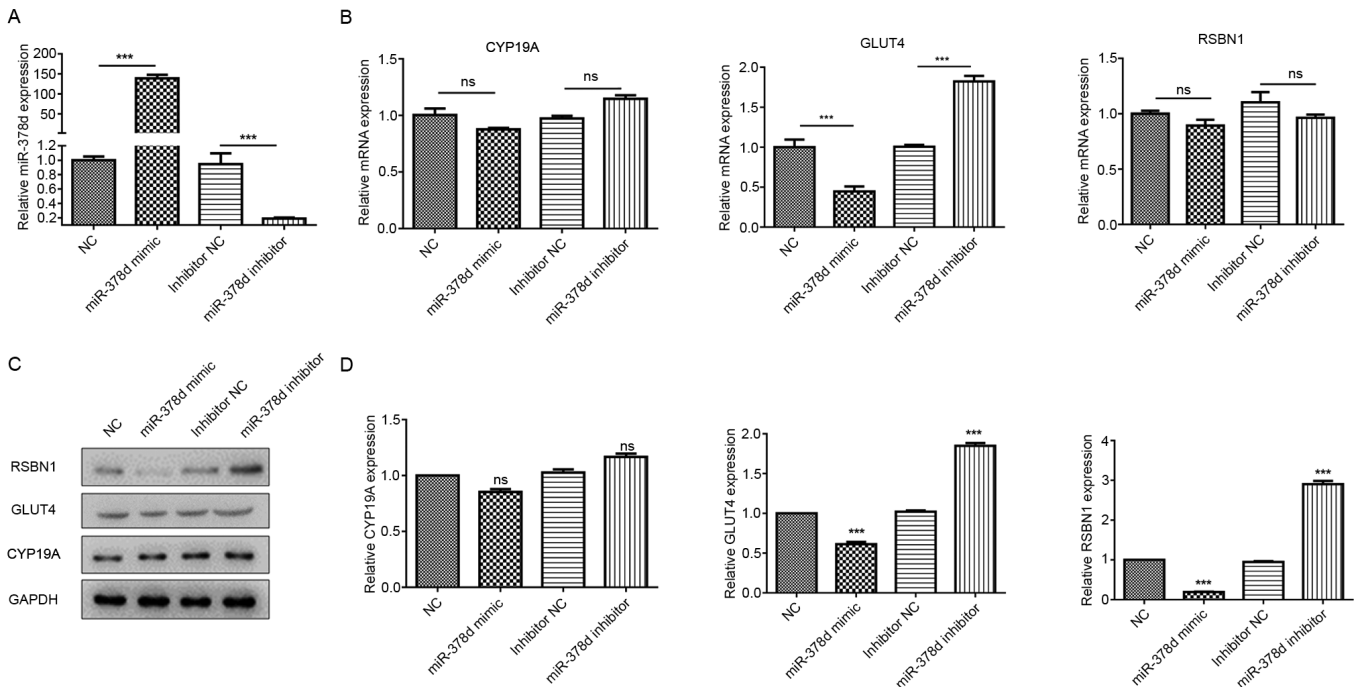 A
Relative miR-378d expression
200
150
100
50
1.2
1.0
0.8
0.6
0.4
0.2
***
***
NC
miR-378d mimic
Inhibitor NC
miR-378d inhibitor
B
CYP19A
Relative mRNA expression
1.5
1.0
0.5
0.0
ns
ns
NC
miR-378d mimic
Inhibitor NC
miR-378d inhibitor
GLUT4
Relative mRNA expression
2.0
1.5
1.0
0.5
0.0
***
***
NC
miR-378d mimic
Inhibitor NC
miR-378d inhibitor
RSBN1
Relative mRNA expression
1.5
1.0
0.5
0.0
ns
ns
NC
miR-378d mimic
Inhibitor NC
miR-378d inhibitor
C
NC
miR-378d mimic
Inhibitor NC
miR-378d inhibitor
RSBN1
GLUT4
CYP19A
GAPDH
D
Relative CYP19A expression
1.5
1.0
0.5
0.0
ns
ns
NC
miR-378d mimic
Inhibitor NC
miR-378d inhibitor
Relative GLUT4 expression
2.0
1.5
1.0
0.5
0.0
***
***
NC
miR-378d mimic
Inhibitor NC
miR-378d inhibitor
Relative RSBN1 expression
4
3
2
1
0
***
***
NC
miR-378d mimic
Inhibitor NC
miR-378d inhibitor